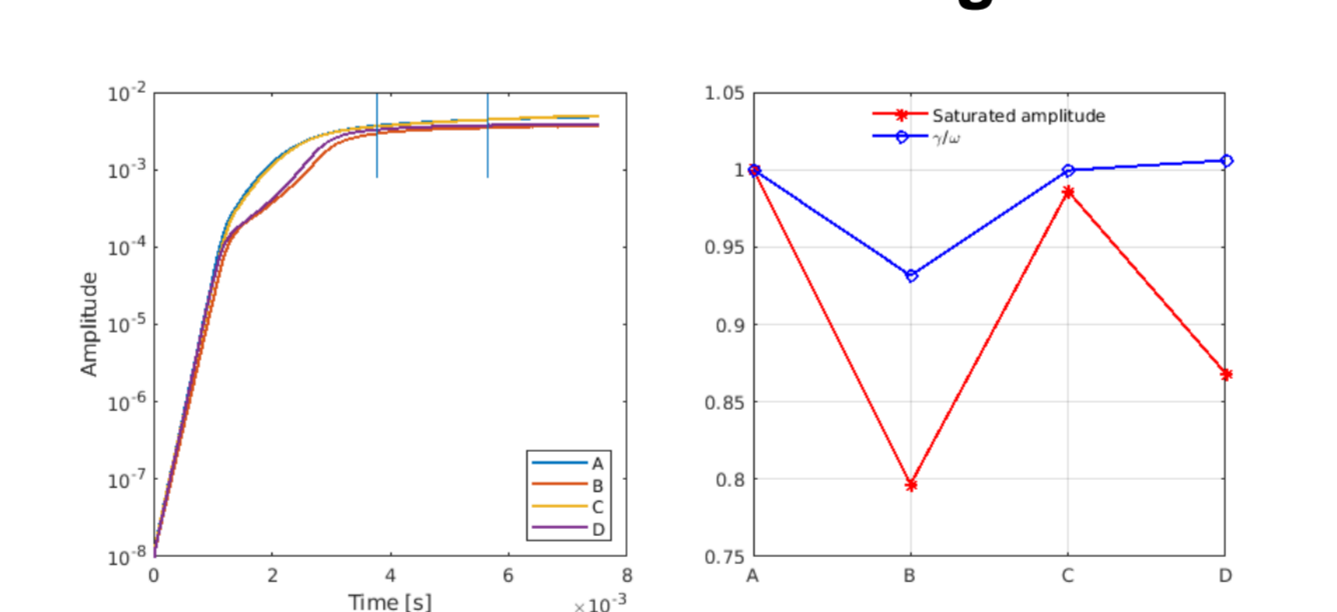 g
10-2
10-3
10-4
10-5
10-6
10-7
10-8
Amplitude
A
B
C
D
0 2 4 6 8
Time [s] ×10-3
1.05
1
0.95
0.9
0.85
0.8
0.75
Saturated amplitude
γ/ω
A B C D